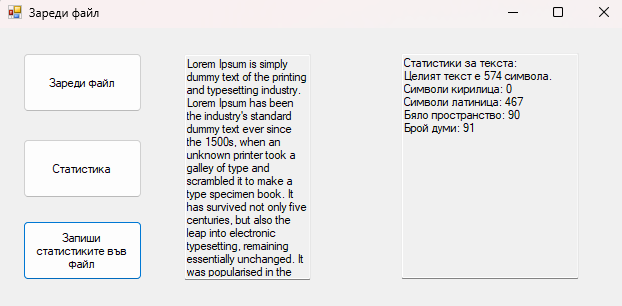 Зареди файл
Зареди файл
Статистика
Запиши
статистиките във
файл
Lorem Ipsum is simply
dummy text of the printing
and typesetting industry.
Lorem Ipsum has been
the industry's standard
dummy text ever since
the 1500s, when an
unknown printer took a
galley of type and
scrambled it to make a
type specimen book. It
has survived not only five
centuries, but also the
leap into electronic
typesetting, remaining
essentially unchanged. It
was popularised in the
Статистики за текста:
Целият текст е 574 символа.
Символи кирилица: 0
Символи латиница: 467
Бяло пространство: 90
Брой думи: 91